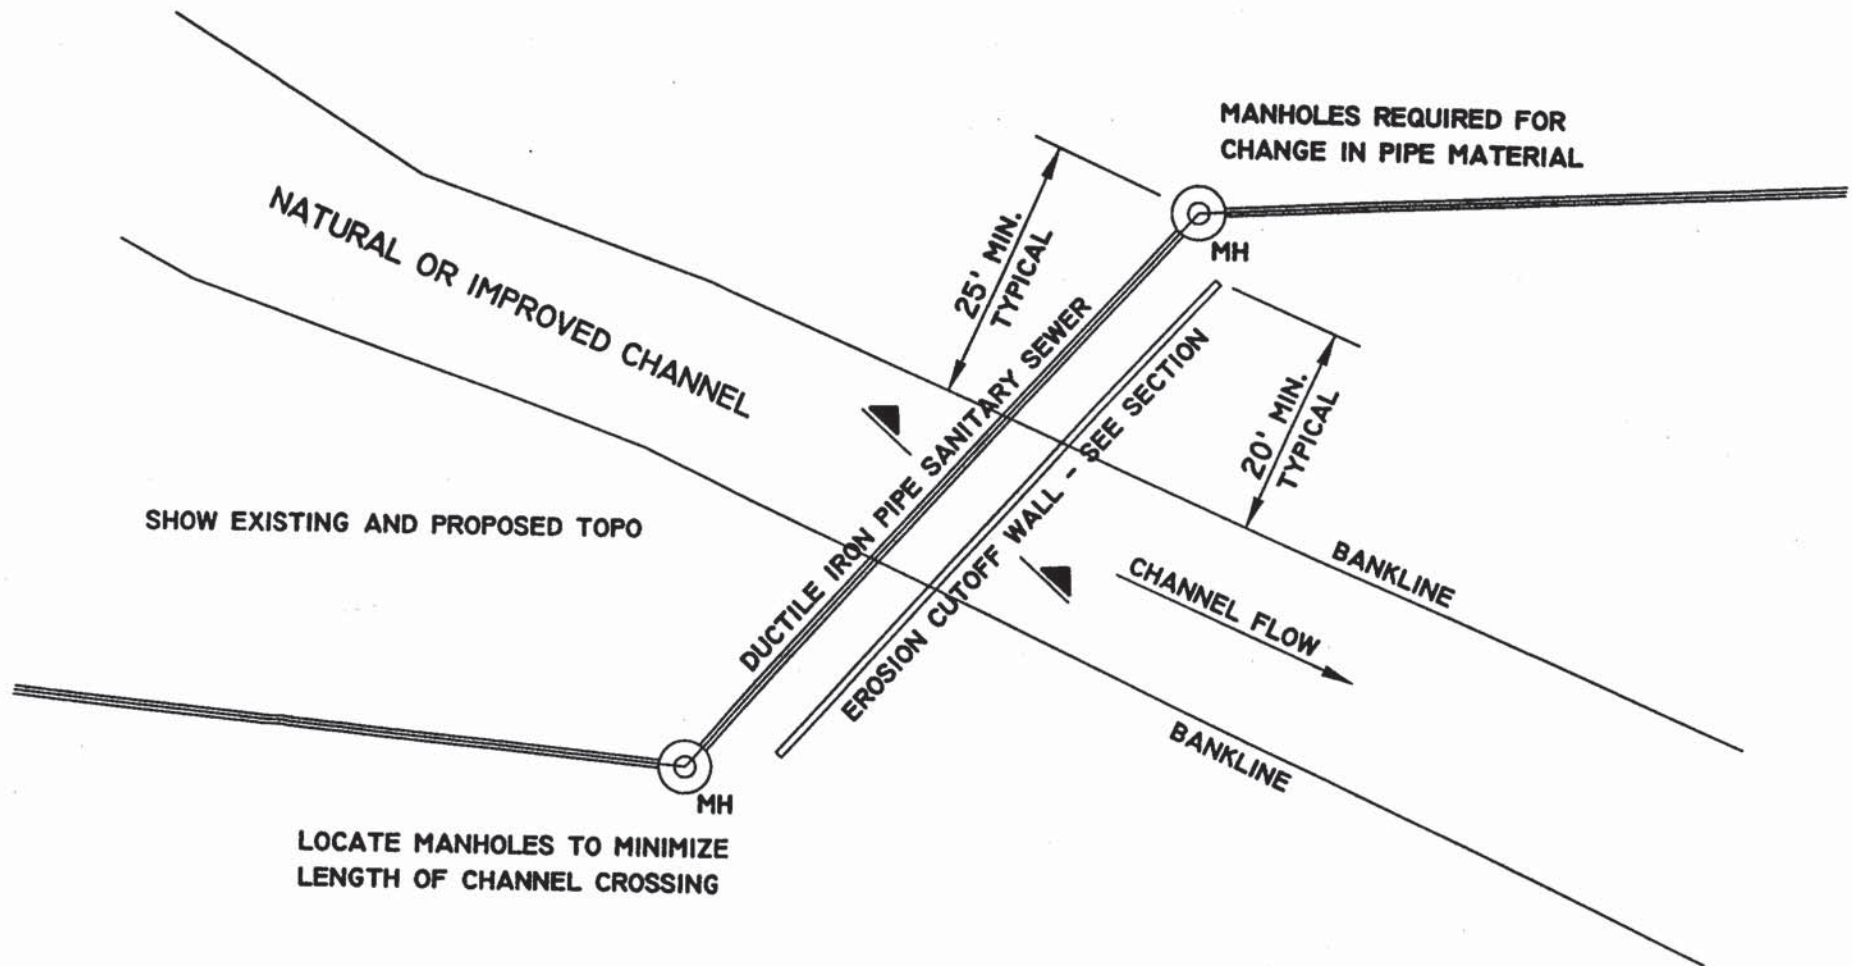 MANHOLES REQUIRED FOR
CHANGE IN PIPE MATERIAL
NATURAL OR IMPROVED CHANNEL
25' MIN.
TYPICAL
MH
DUCTILE IRON PIPE SANITARY SEWER
EROSION CUTOFF WALL - SEE SECTION
20' MIN.
TYPICAL
SHOW EXISTING AND PROPOSED TOPO
BANKLINE
CHANNEL FLOW
BANKLINE
MH
LOCATE MANHOLES TO MINIMIZE
LENGTH OF CHANNEL CROSSING